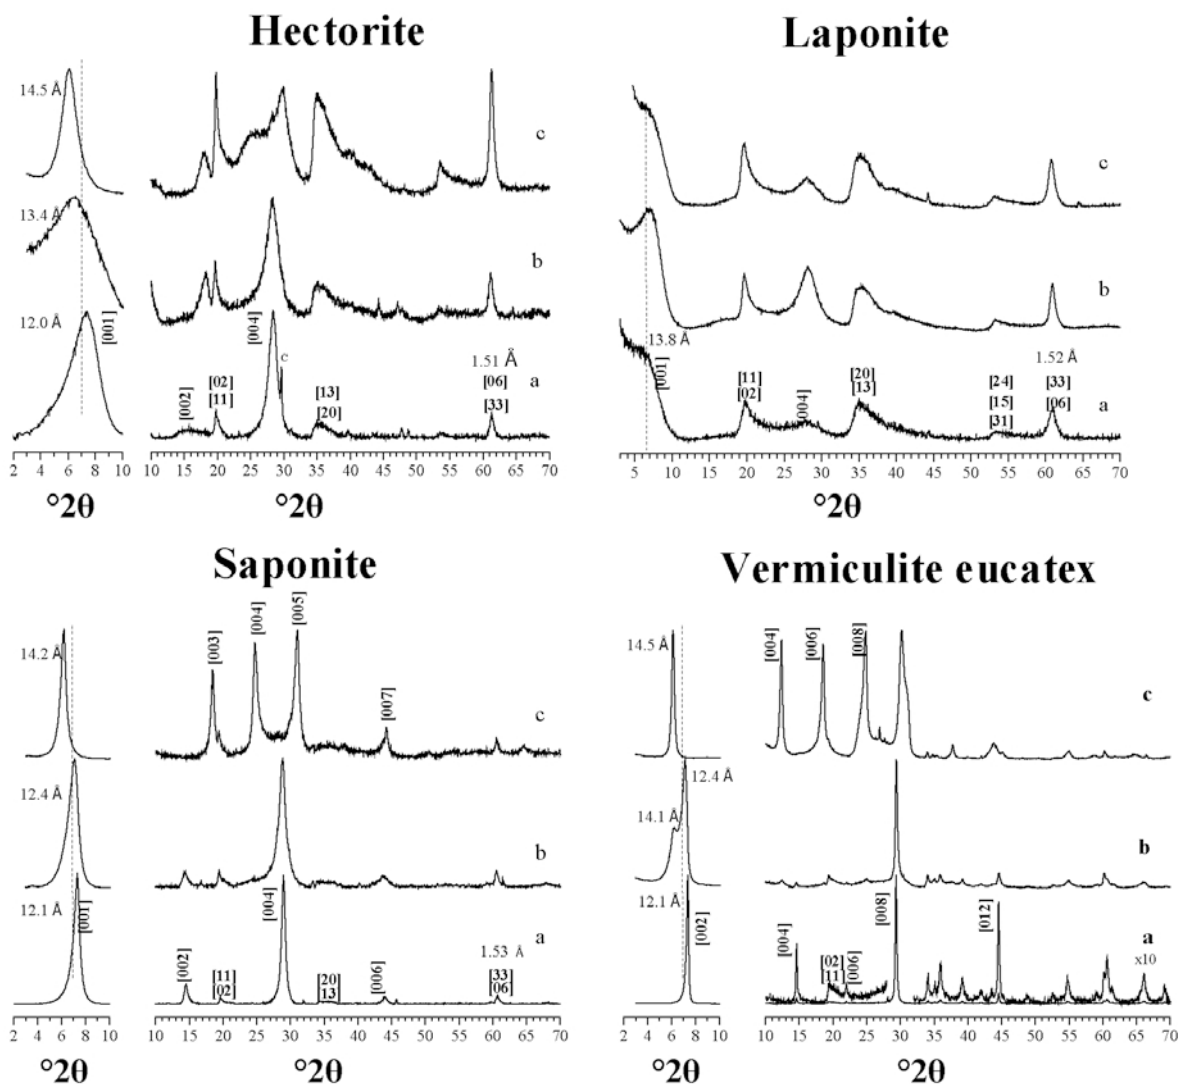 Hectorite
14.5 Å
c
13.4 Å
b
12.0 Å
[001]
[004]
c
1.51 Å
a
[002]
[02]
[11]
[13]
[20]
[06]
[33]
2 4 6 8 10
10 15 20 25 30 35 40 45 50 55 60 65 70
°2θ
°2θ
Laponite
c
b
13.8 Å
[001]
1.52 Å
[11]
[02]
[004]
[20]
[13]
[24]
[15]
[31]
[33]
[06]
a
5 10 15 20 25 30 35 40 45 50 55 60 65 70
°2θ
Saponite
14.2 Å
[003]
[004]
[005]
[007]
c
12.4 Å
b
12.1 Å
[001]
[004]
a
[002]
[11]
[02]
[20]
[13]
[006]
1.53 Å
[33]
[06]
2 4 6 8 10
10 15 20 25 30 35 40 45 50 55 60 65 70
°2θ
°2θ
Vermiculite eucatex
14.5 Å
[004]
[006]
[008]
c
12.4 Å
14.1 Å
b
12.1 Å
[002]
[004]
[02]
[11]
[006]
[008]
[012]
a
x10
2 4 6 8 10
10 15 20 25 30 35 40 45 50 55 60 65 70
°2θ
°2θ